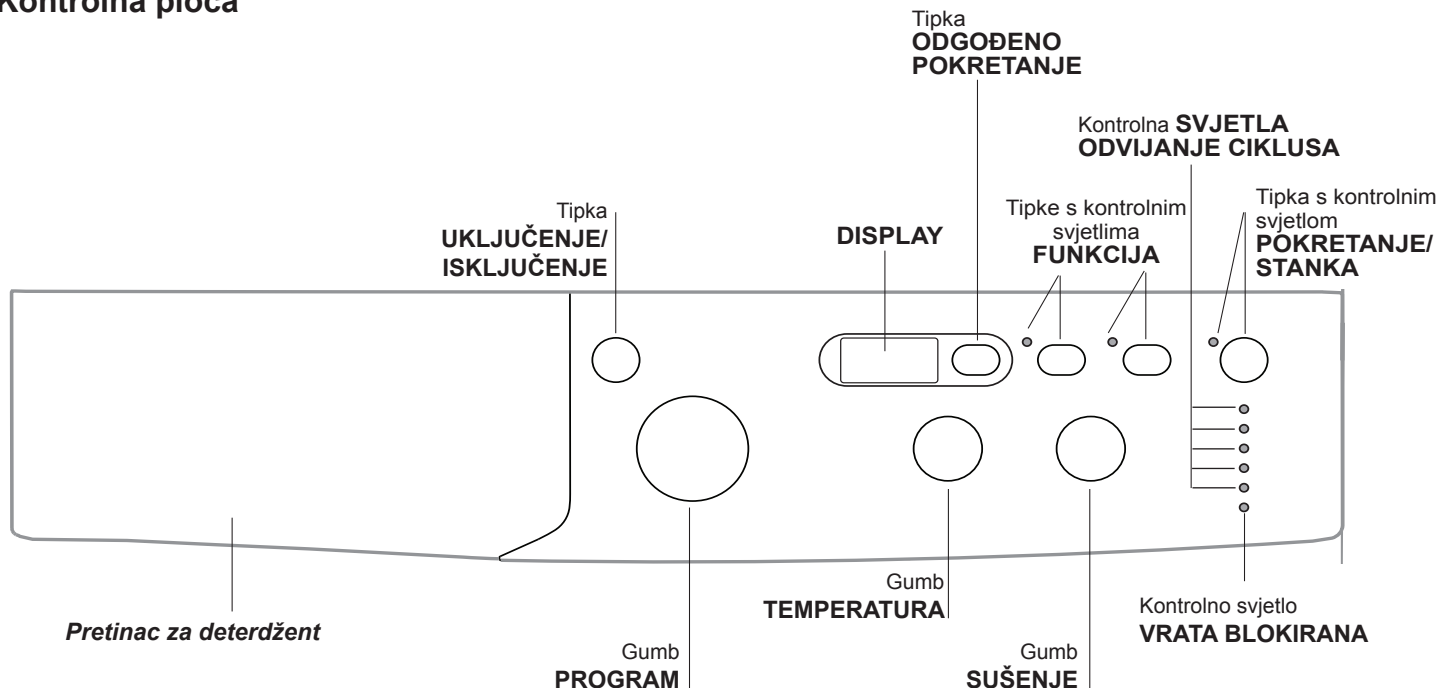 Kontrolna ploča
Tipka
ODGOĐENO
POKRETANJE
Kontrolna SVJETLA
ODVIJANJE CIKLUSA
Tipka
UKLJUČENJE/
ISKLJUČENJE
DISPLAY
Tipke s kontrolnim
svjetlima
FUNKCIJA
Tipka s kontrolnim
svjetlom
POKRETANJE/
STANKA
Pretinac za deterdžent
Gumb
PROGRAM
Gumb
TEMPERATURA
Gumb
SUŠENJE
Kontrolno svjetlo
VRATA BLOKIRANA